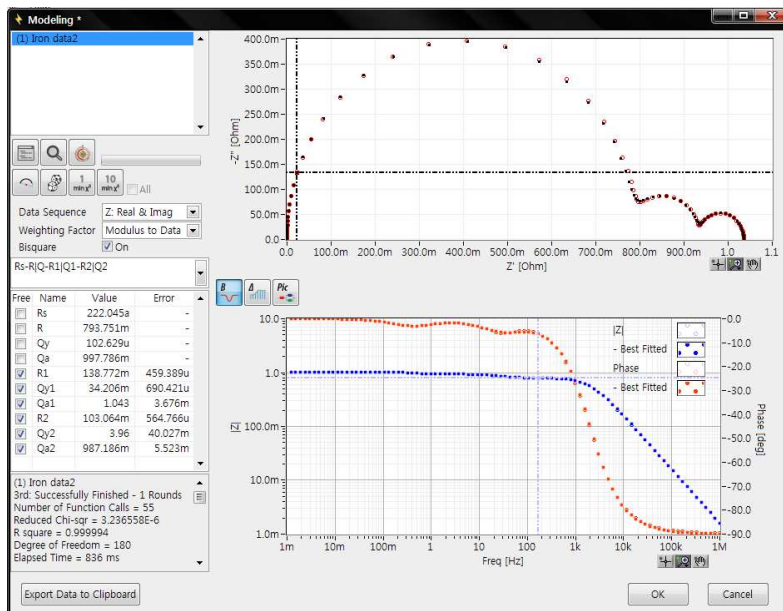 Modeling *
(1) Iron data2
1
min χ²
10
min χ²
All
Data Sequence Z: Real & Imag
Weighting Factor Modulus to Data
Bisquare On
Rs-R|Q-R1|Q1-R2|Q2
Free Name Value Error
Rs 222.045a -
R 793.751m -
Qy 102.629u -
Qa 997.786m -
R1 138.772m 459.389u
Qy1 34.206m 690.421u
Qa1 1.043 3.676m
R2 103.064m 564.766u
Qy2 3.96 40.027m
Qa2 987.186m 5.523m
(1) Iron data2
3rd: Successfully Finished - 1 Rounds
Number of Function Calls = 55
Reduced Chi-sqr = 3.236558E-6
R square = 0.999994
Degree of Freedom = 180
Elapsed Time = 836 ms
Export Data to Clipboard
-Z" [Ohm]
400.0m
350.0m
300.0m
250.0m
200.0m
150.0m
100.0m
50.0m
0.0
0.0 100.0m 200.0m 300.0m 400.0m 500.0m 600.0m 700.0m 800.0m 900.0m 1.0 1.1
Z' [Ohm]
B
Δ
Pic
|Z|
10.0
1.0
100.0m
10.0m
1.0m
|Z|
- Best Fitted
Phase
- Best Fitted
-0.0
-10.0
-20.0
-30.0
-40.0
-50.0
-60.0
-70.0
-80.0
-90.0
Phase [deg]
1m 10m 100m 1 10 100 1k 10k 100k 1M
Freq [Hz]
OK
Cancel